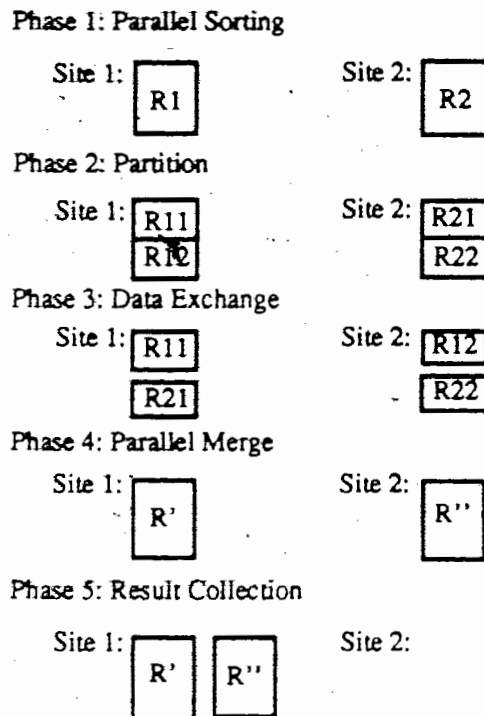 Phase 1: Parallel Sorting
Site 1: R1 Site 2: R2
Phase 2: Partition
Site 1: R11 Site 2: R21
R12 R22
Phase 3: Data Exchange
Site 1: R11 Site 2: R12
R21 R22
Phase 4: Parallel Merge
Site 1: R' Site 2: R''
Phase 5: Result Collection
Site 1: R' R'' Site 2: